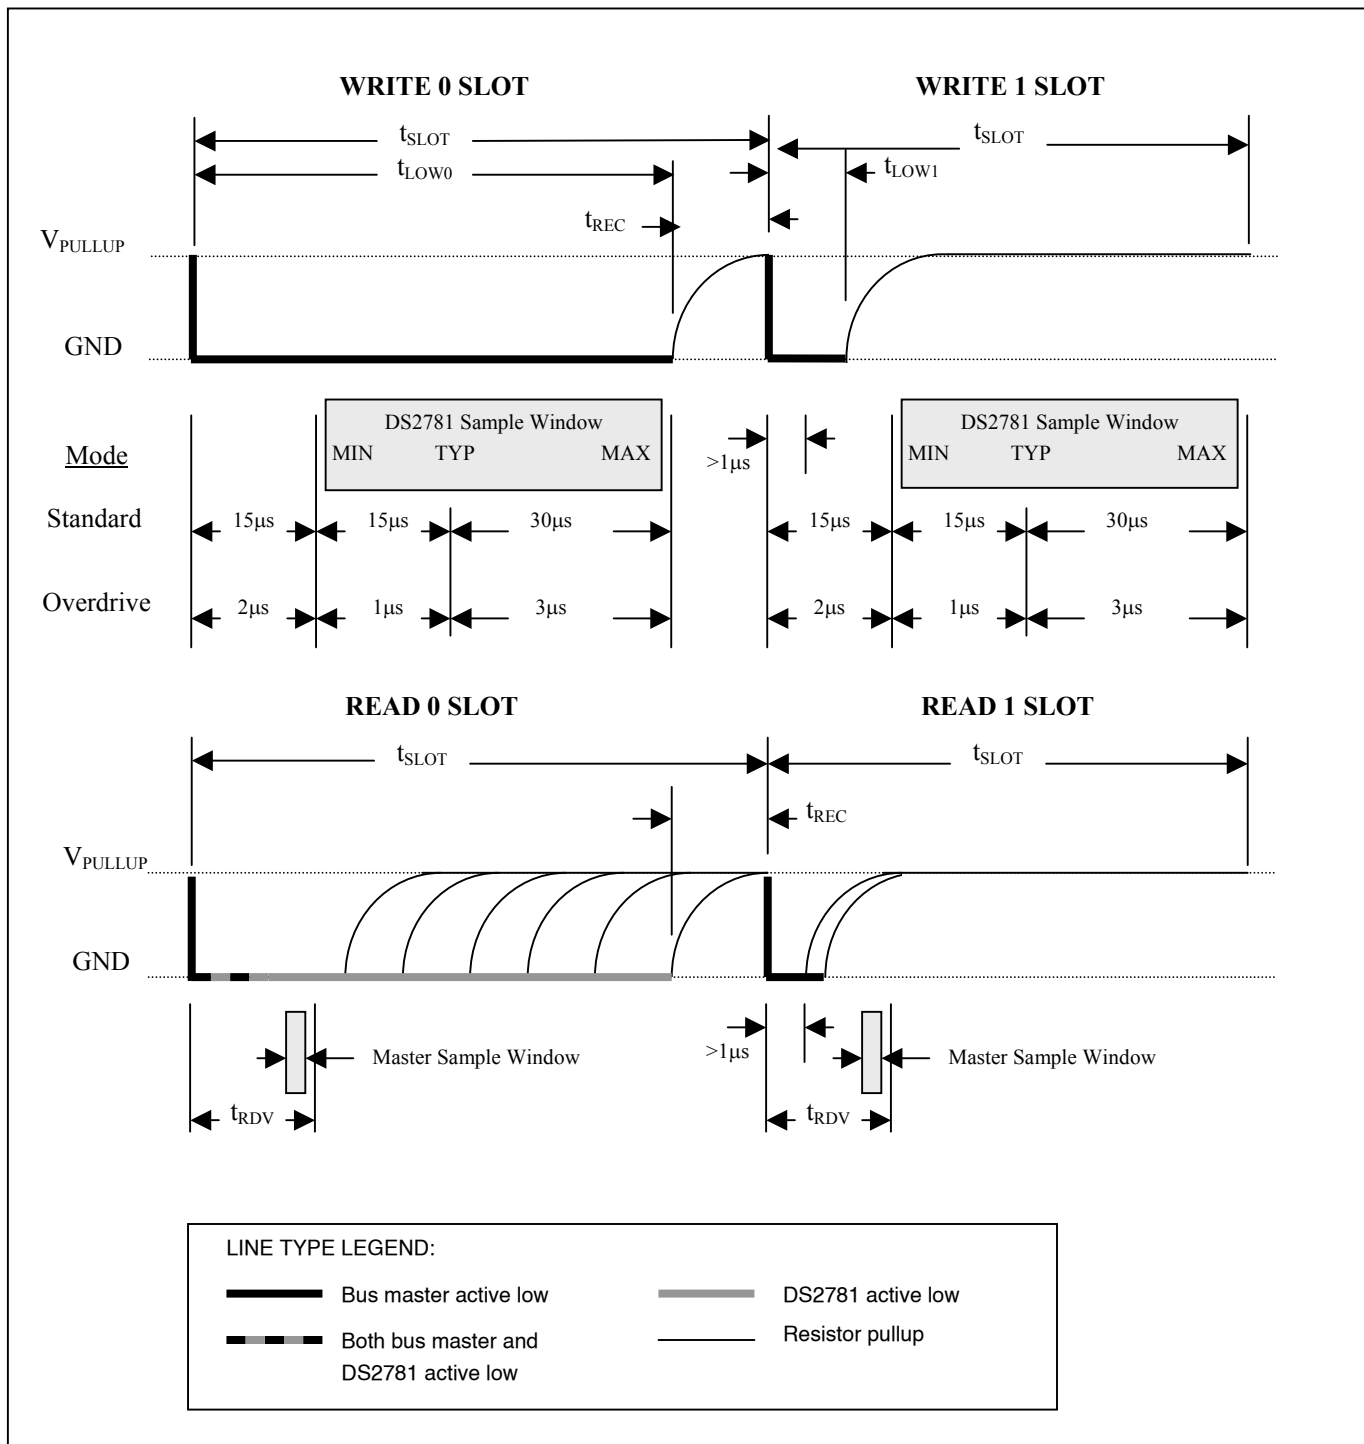 WRITE 0 SLOT WRITE 1 SLOT
tSLOT tSLOT
tLOW0 tLOW1
tREC
VPULLUP
GND
DS2781 Sample Window DS2781 Sample Window
Mode MIN TYP MAX >1µs MIN TYP MAX
Standard 15µs 15µs 30µs 15µs 15µs 30µs
Overdrive 2µs 1µs 3µs 2µs 1µs 3µs
READ 0 SLOT READ 1 SLOT
tSLOT tSLOT
tREC
VPULLUP
GND
Master Sample Window >1µs Master Sample Window
tRDV tRDV
LINE TYPE LEGEND:
Bus master active low DS2781 active low
Both bus master and Resistor pullup
DS2781 active low